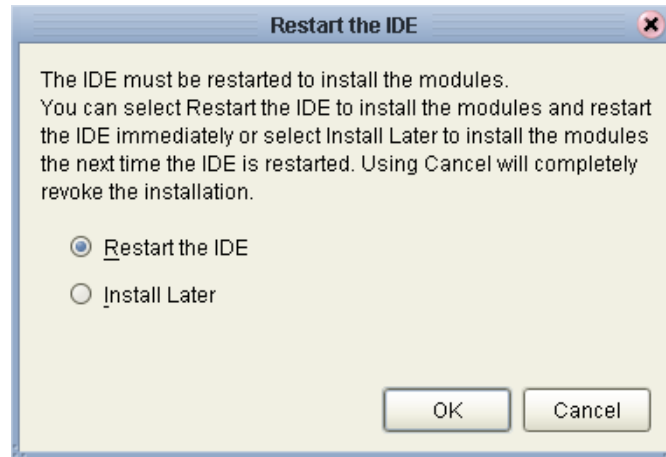 Restart the IDE
The IDE must be restarted to install the modules.
You can select Restart the IDE to install the modules and restart
the IDE immediately or select Install Later to install the modules
the next time the IDE is restarted. Using Cancel will completely
revoke the installation.
Restart the IDE
Install Later
OK
Cancel